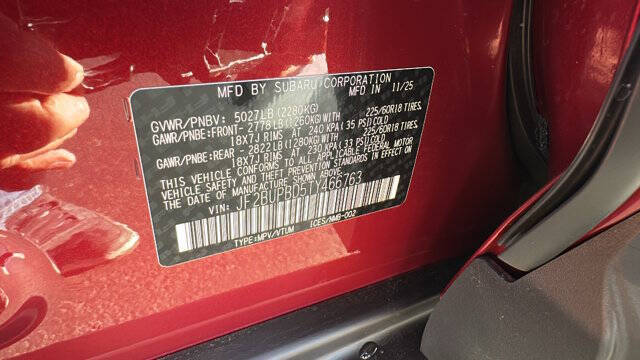 MFD BY SUBARU CORPORATION
MFD IN 11/25
GVWR/PNBV: 5027LB(2280KG)
GAWR/PNBE:FRONT- 2778LB(1260KG)WITH 225/60R18 TIRES,
18X7J RIMS AT 240 KPA(35 PSI)COLD
GAWR/PNBE:REAR - 2822LB(1280KG)WITH 225/60R18 TIRES,
18X7J RIMS AT 230 KPA(33 PSI)COLD
THIS VEHICLE CONFORMS TO ALL APPLICABLE FEDERAL MOTOR
VEHICLE SAFETY STANDARDS IN EFFECT ON
THE DATE OF MANUFACTURE SHOWN ABOVE.
VIN: JF2BUPBD5TY466763
TYPE:MPV/VTUM ICES/NMB-002